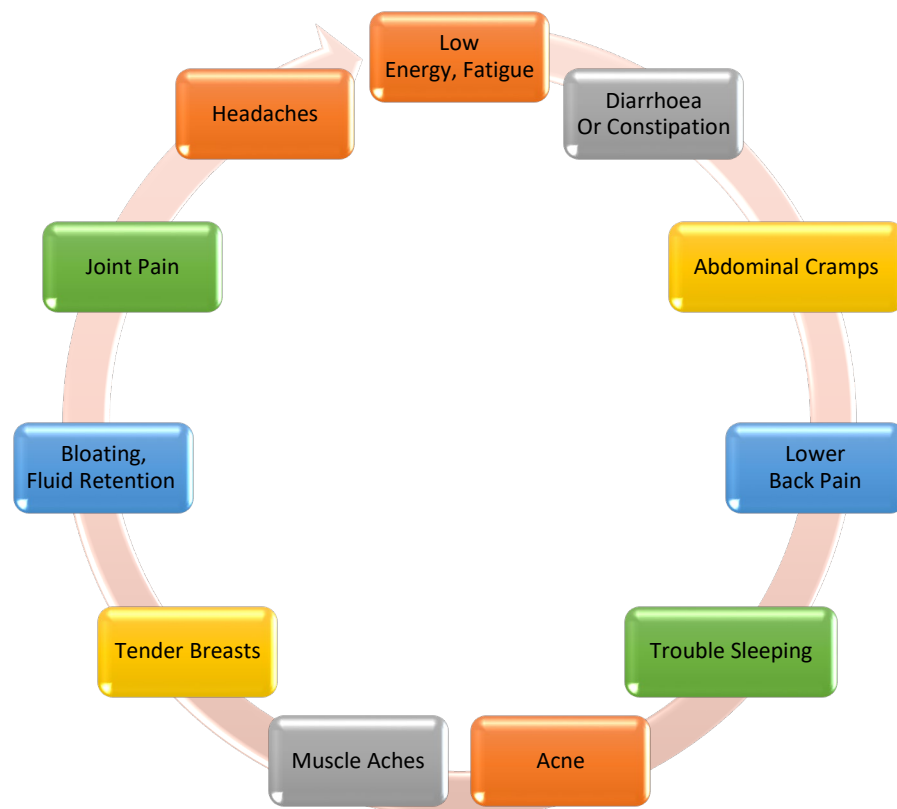 Low
Energy, Fatigue
Diarrhoea
Or Constipation
Abdominal Cramps
Lower
Back Pain
Trouble Sleeping
Acne
Muscle Aches
Tender Breasts
Bloating,
Fluid Retention
Joint Pain
Headaches